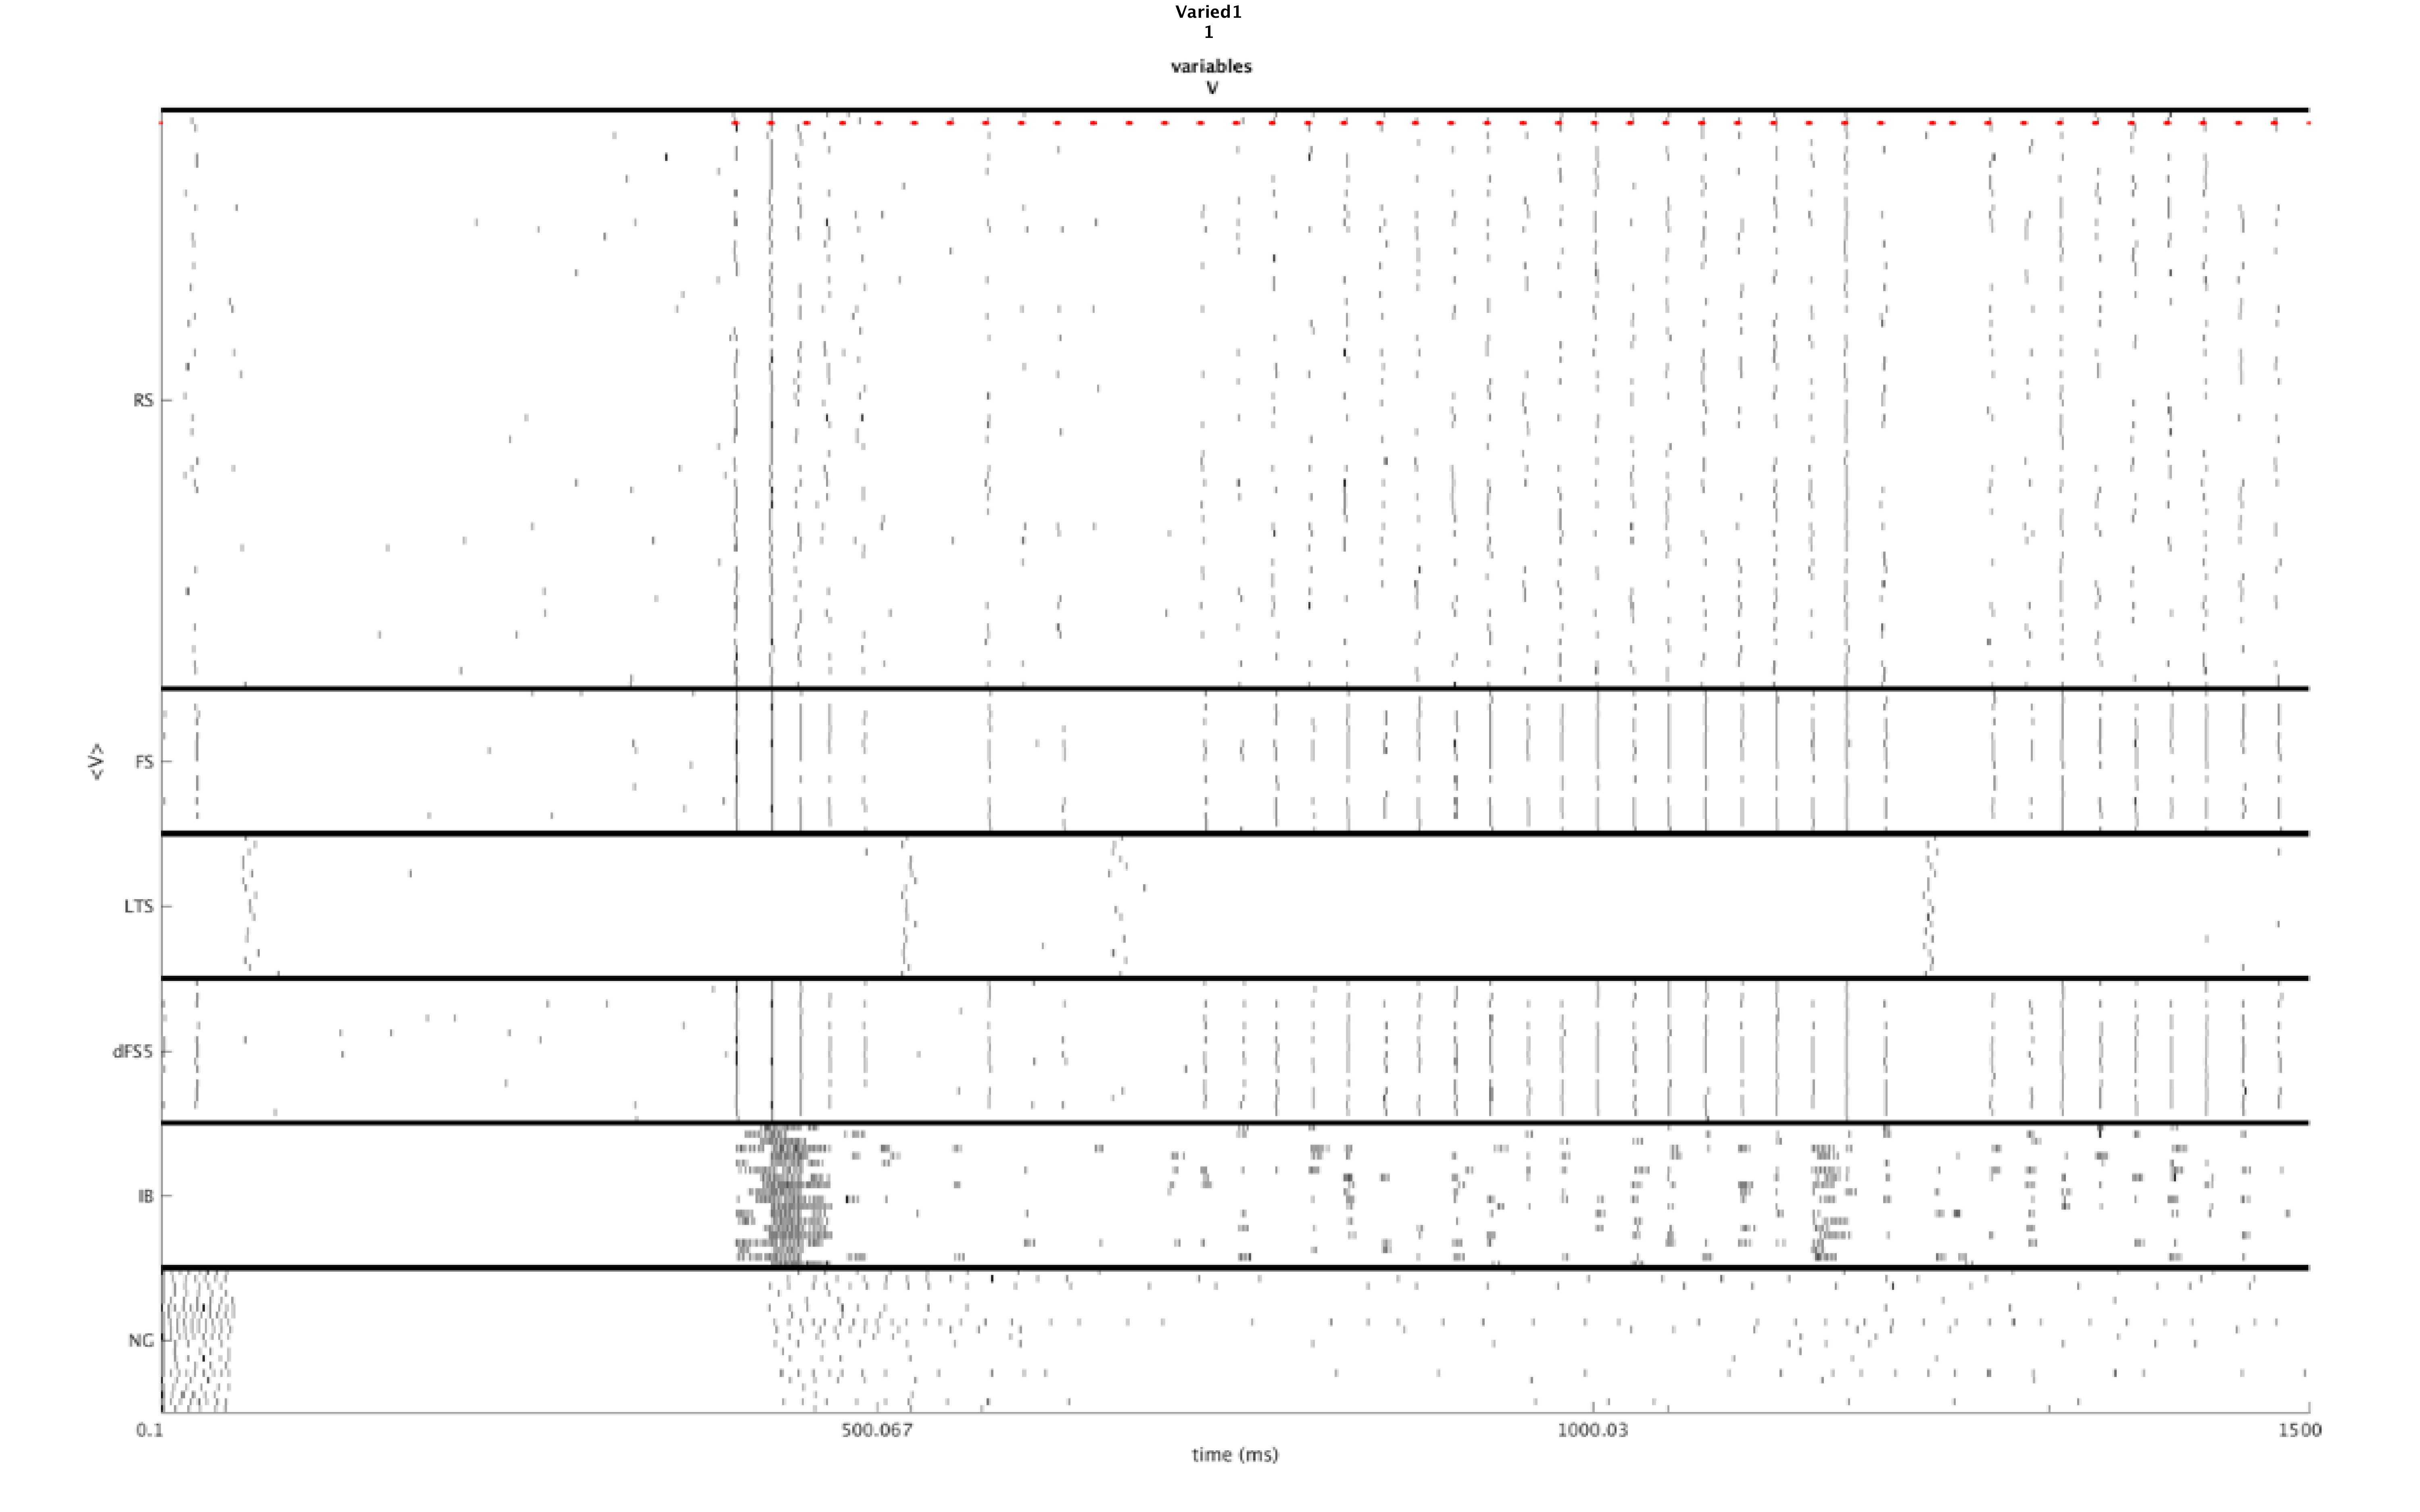 Varied1
1
variables
V
RS
<V>
FS
LTS
dFS5
IB
NG
0.1
500.067
1000.03
1500
time (ms)